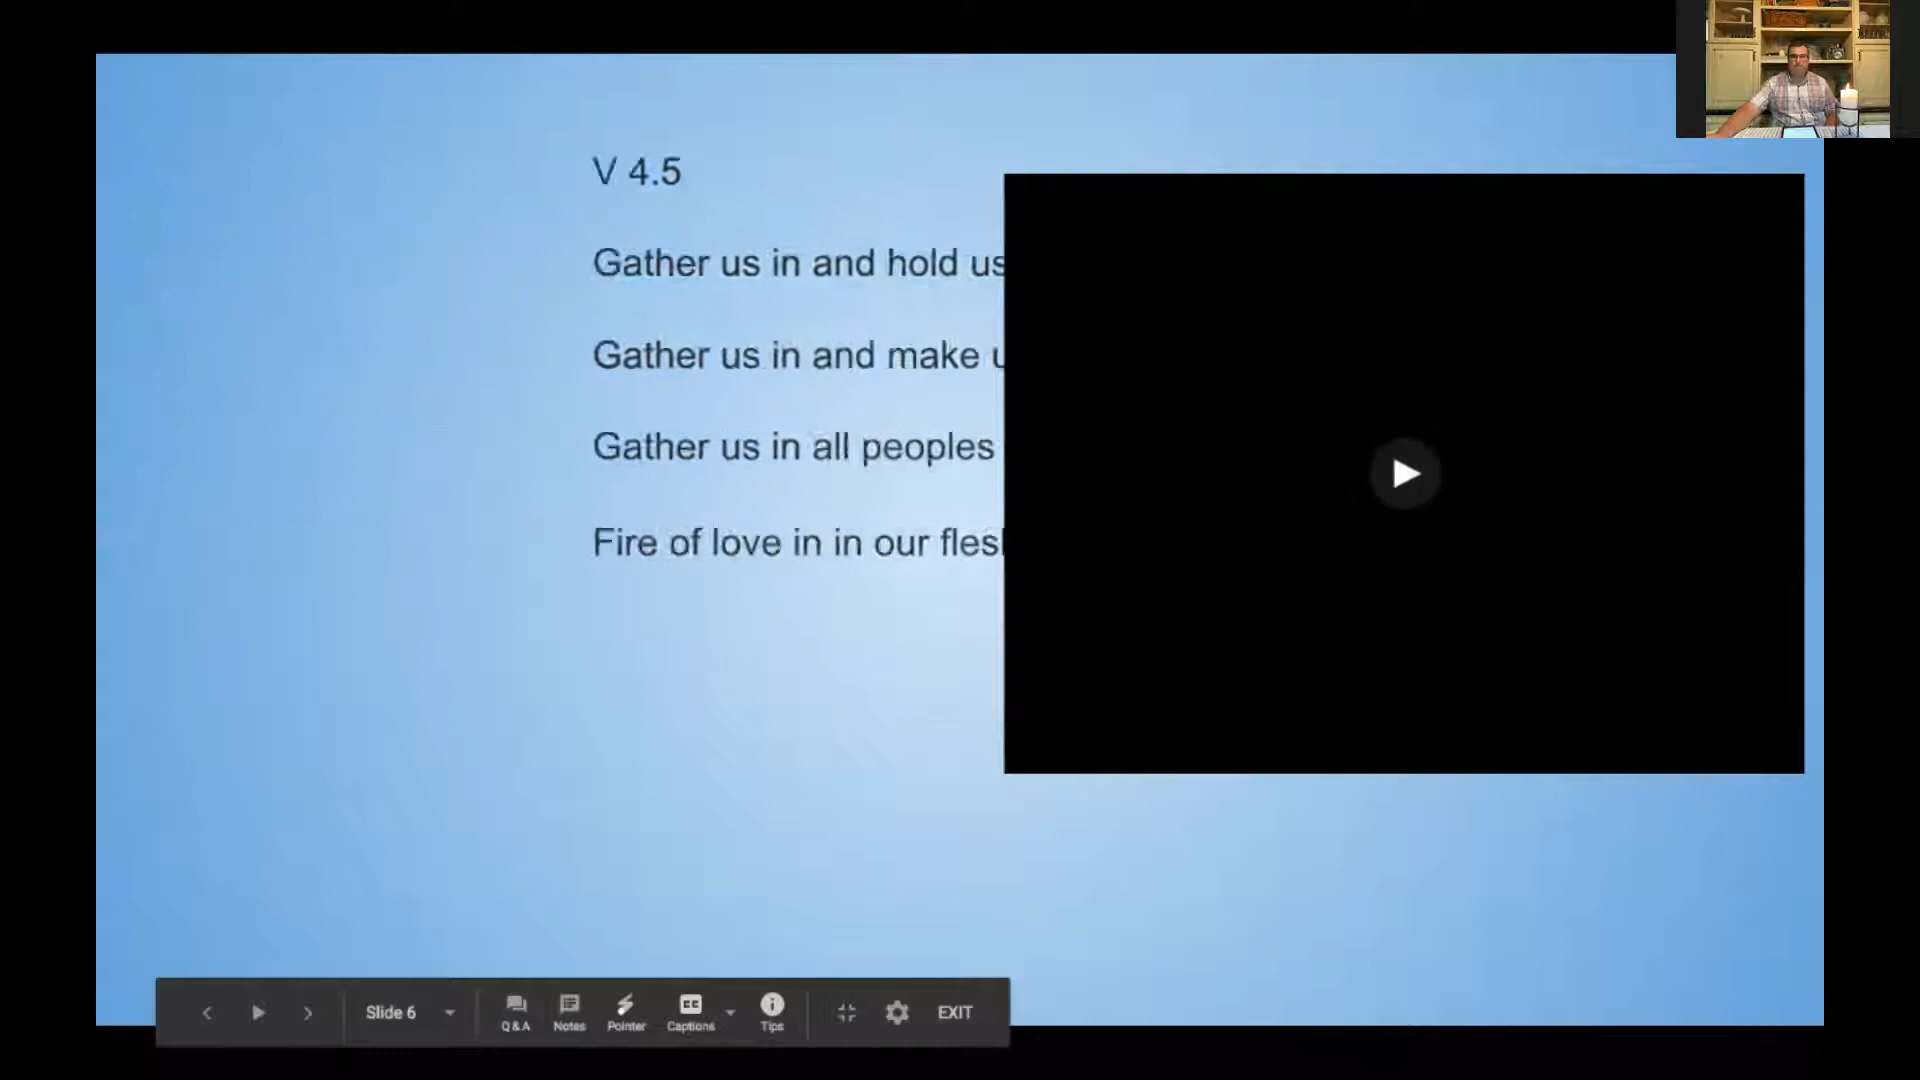 V 4.5
Gather us in and hold us
Gather us in and make
Gather us in all peoples
Fire of love in in our
Slide 6
Q & A
Notes
Pointer
CC
Captions
Tips
EXIT